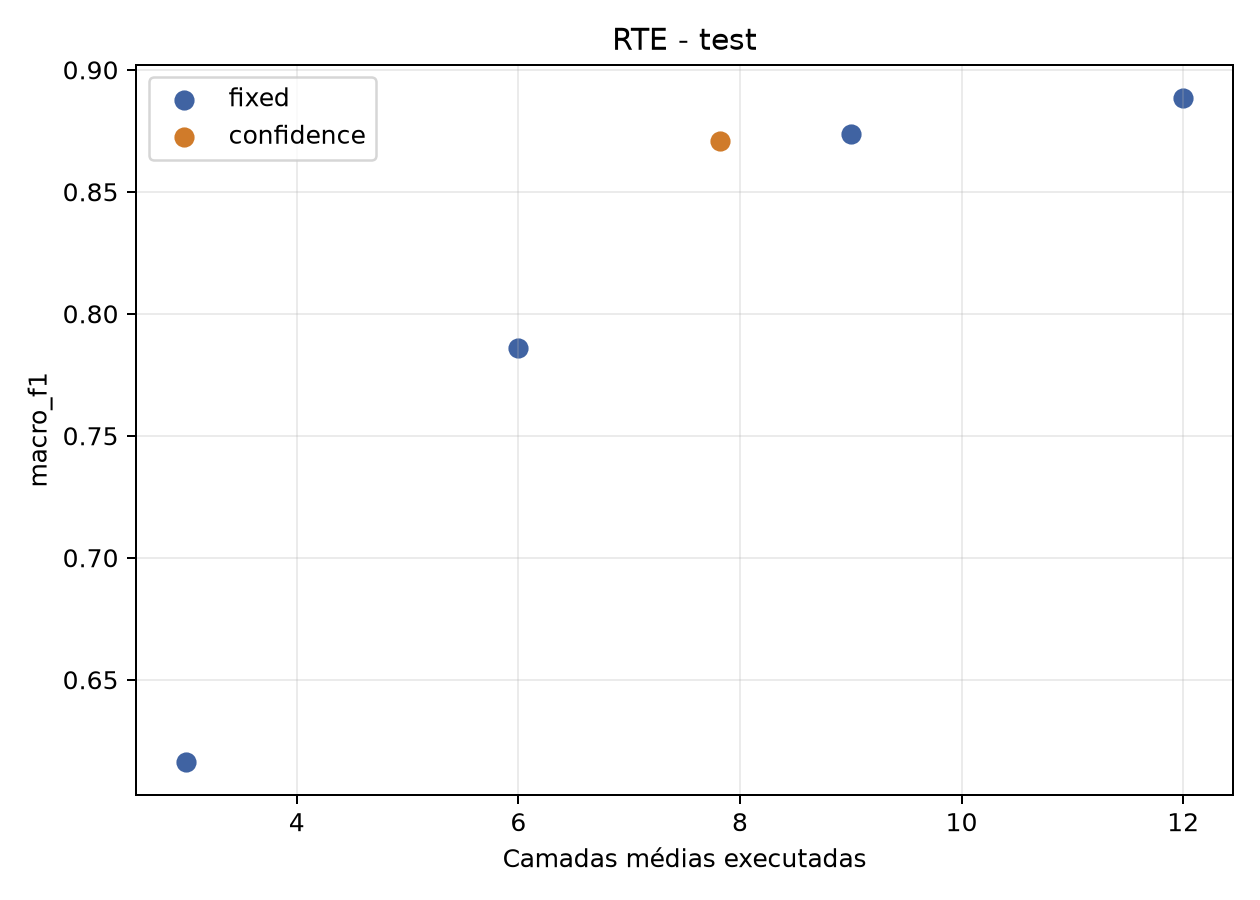 RTE - test
fixed
confidence
0.90
0.85
0.80
0.75
0.70
0.65
macro_f1
4
6
8
10
12
Camadas médias executadas